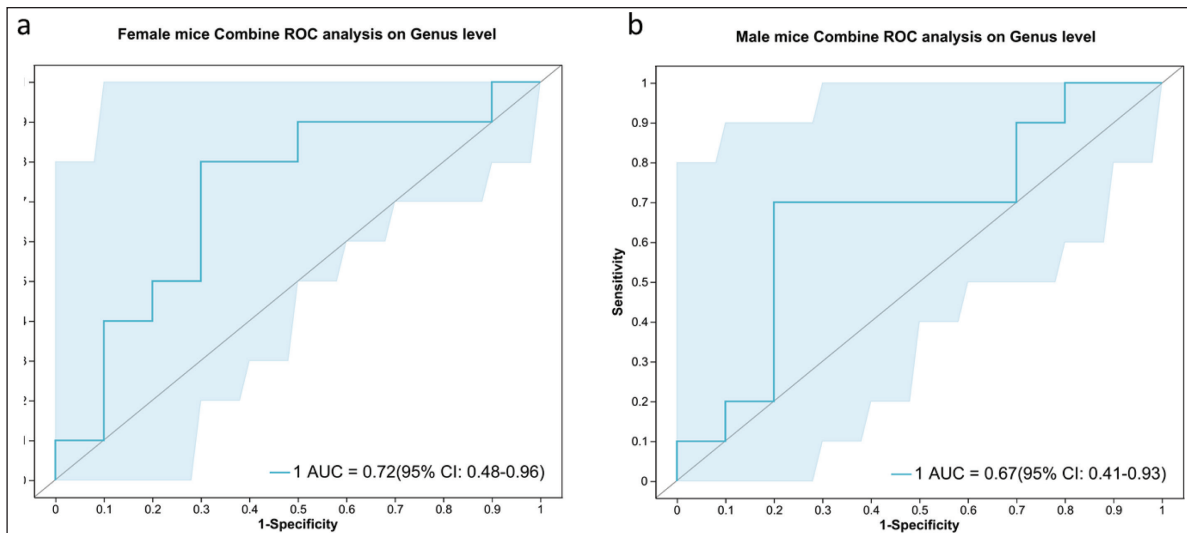 a
Female mice Combine ROC analysis on Genus level
0
0 0.1 0.2 0.3 0.4 0.5 0.6 0.7 0.8 0.9 1
1-Specificity
1 AUC = 0.72(95% CI: 0.48-0.96)
b
Male mice Combine ROC analysis on Genus level
Sensitivity
1
0.9
0.8
0.7
0.6
0.5
0.4
0.3
0.2
0.1
0
0 0.1 0.2 0.3 0.4 0.5 0.6 0.7 0.8 0.9 1
1-Specificity
1 AUC = 0.67(95% CI: 0.41-0.93)